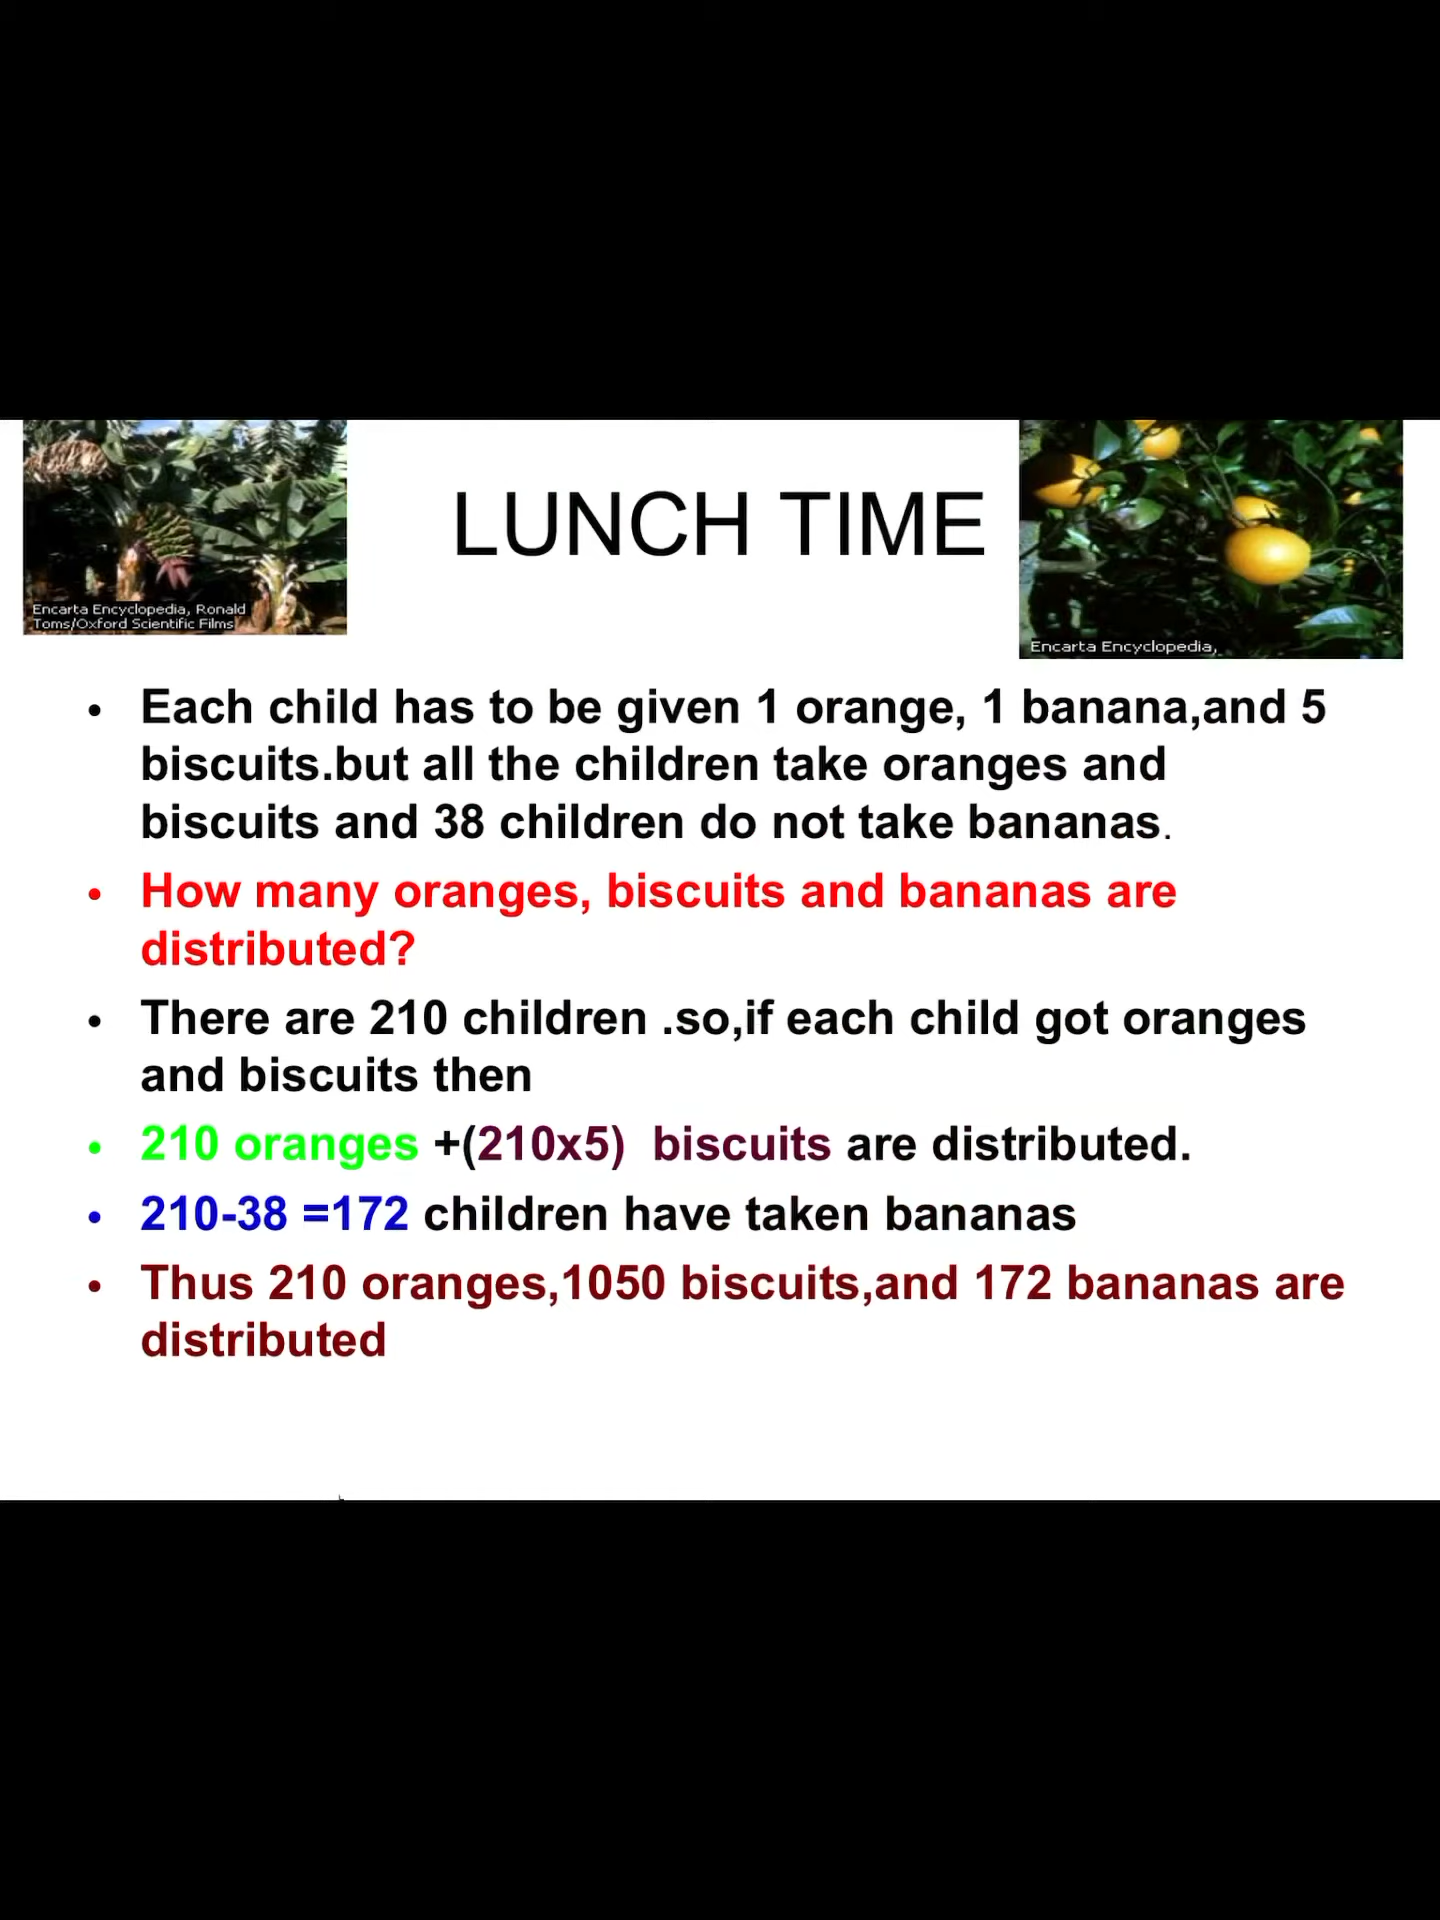 LUNCH TIME
Encarta Encyclopedia, Ronald
Toms/Oxford Scientific Films
Encarta Encyclopedia,
• Each child has to be given 1 orange, 1 banana,and 5
biscuits.but all the children take oranges and
biscuits and 38 children do not take bananas.
• How many oranges, biscuits and bananas are
distributed?
• There are 210 children .so,if each child got oranges
and biscuits then
• 210 oranges +(210x5)  biscuits are distributed.
• 210-38 =172 children have taken bananas
• Thus 210 oranges,1050 biscuits,and 172 bananas are
distributed